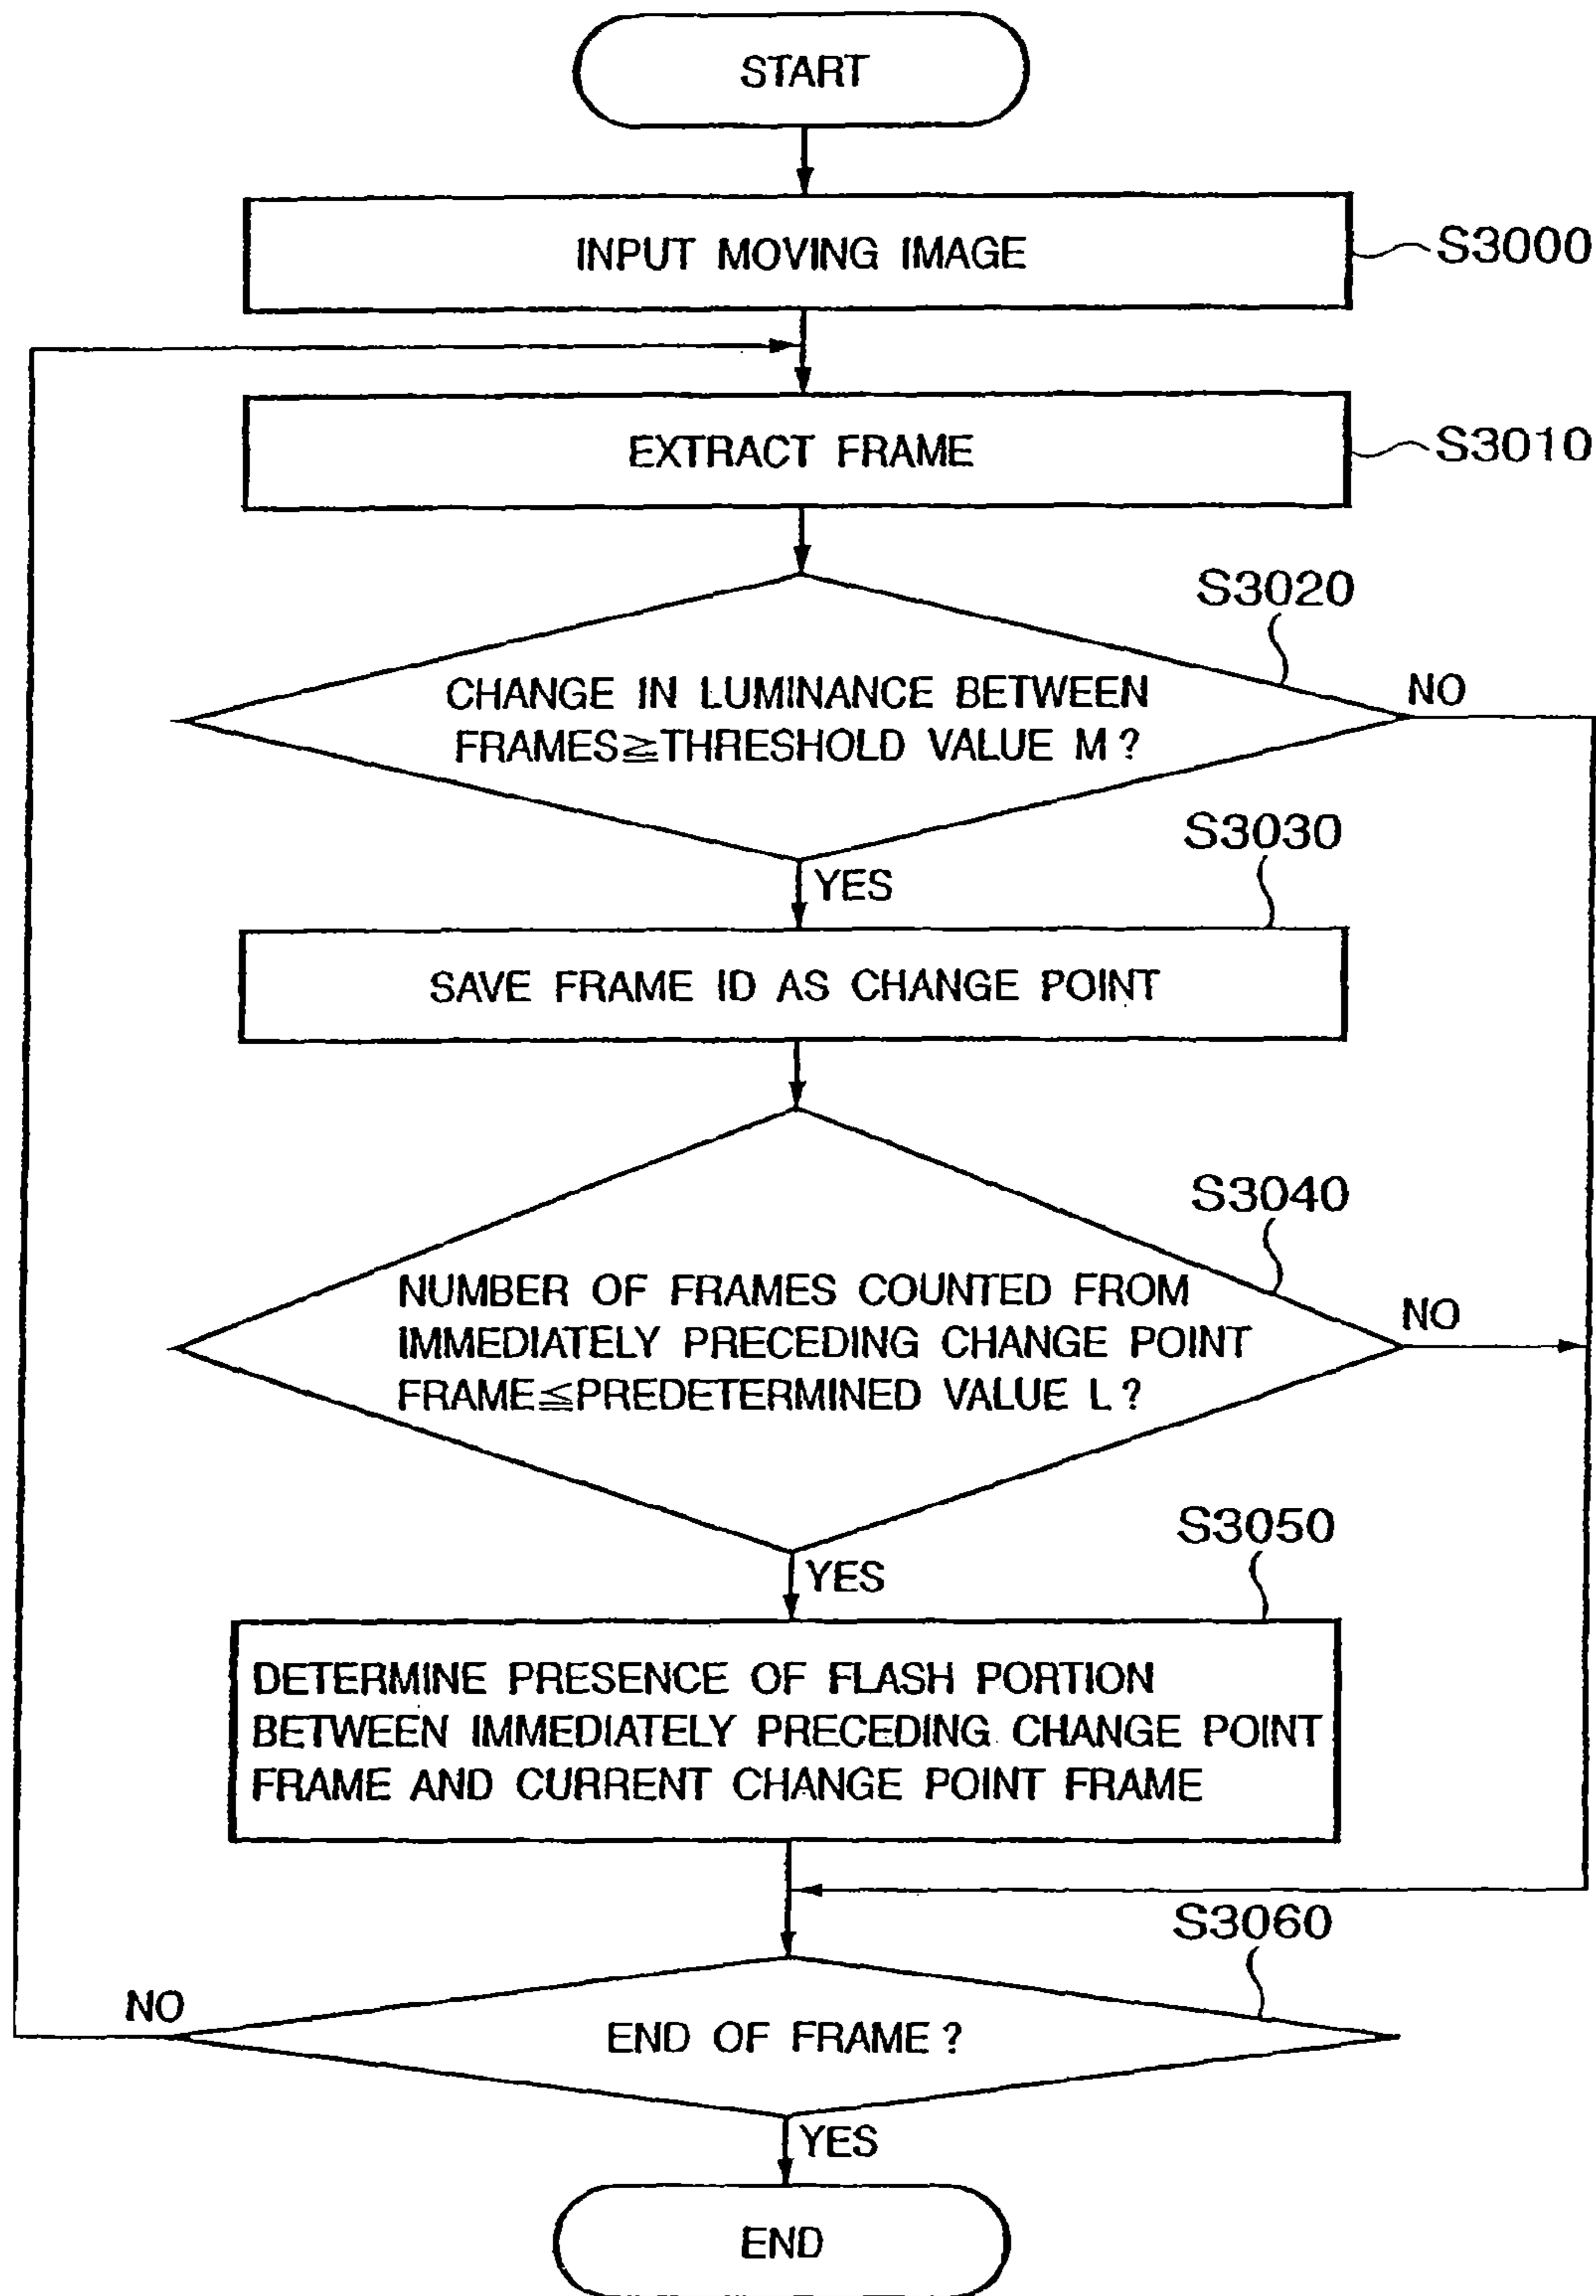 START
INPUT MOVING IMAGE
S3000
EXTRACT FRAME
S3010
S3020
CHANGE IN LUMINANCE BETWEEN
FRAMES≧THRESHOLD VALUE M?
NO
YES
S3030
SAVE FRAME ID AS CHANGE POINT
S3040
NUMBER OF FRAMES COUNTED FROM
IMMEDIATELY PRECEDING CHANGE POINT
FRAME≦PREDETERMINED VALUE L?
NO
YES
S3050
DETERMINE PRESENCE OF FLASH PORTION
BETWEEN IMMEDIATELY PRECEDING CHANGE POINT
FRAME AND CURRENT CHANGE POINT FRAME
S3060
NO
END OF FRAME?
YES
END